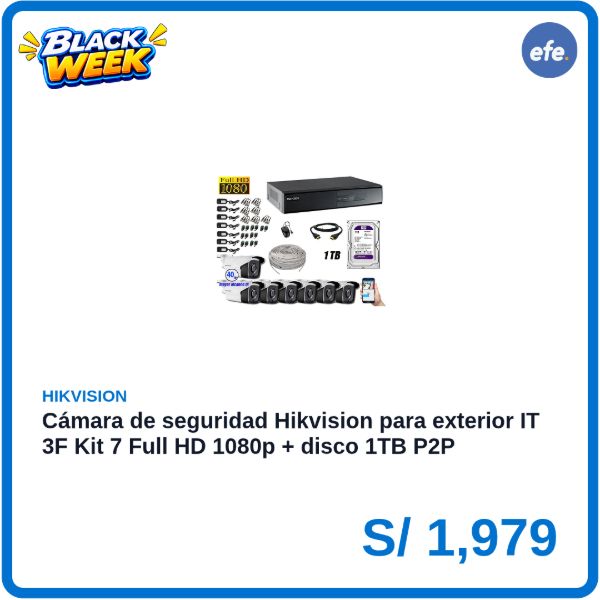 BLACK
WEEK
efe.
Full HD
1080
1 TB
40
HIKVISION
Cámara de seguridad Hikvision para exterior IT
3F Kit 7 Full HD 1080p + disco 1TB P2P
S/ 1,979